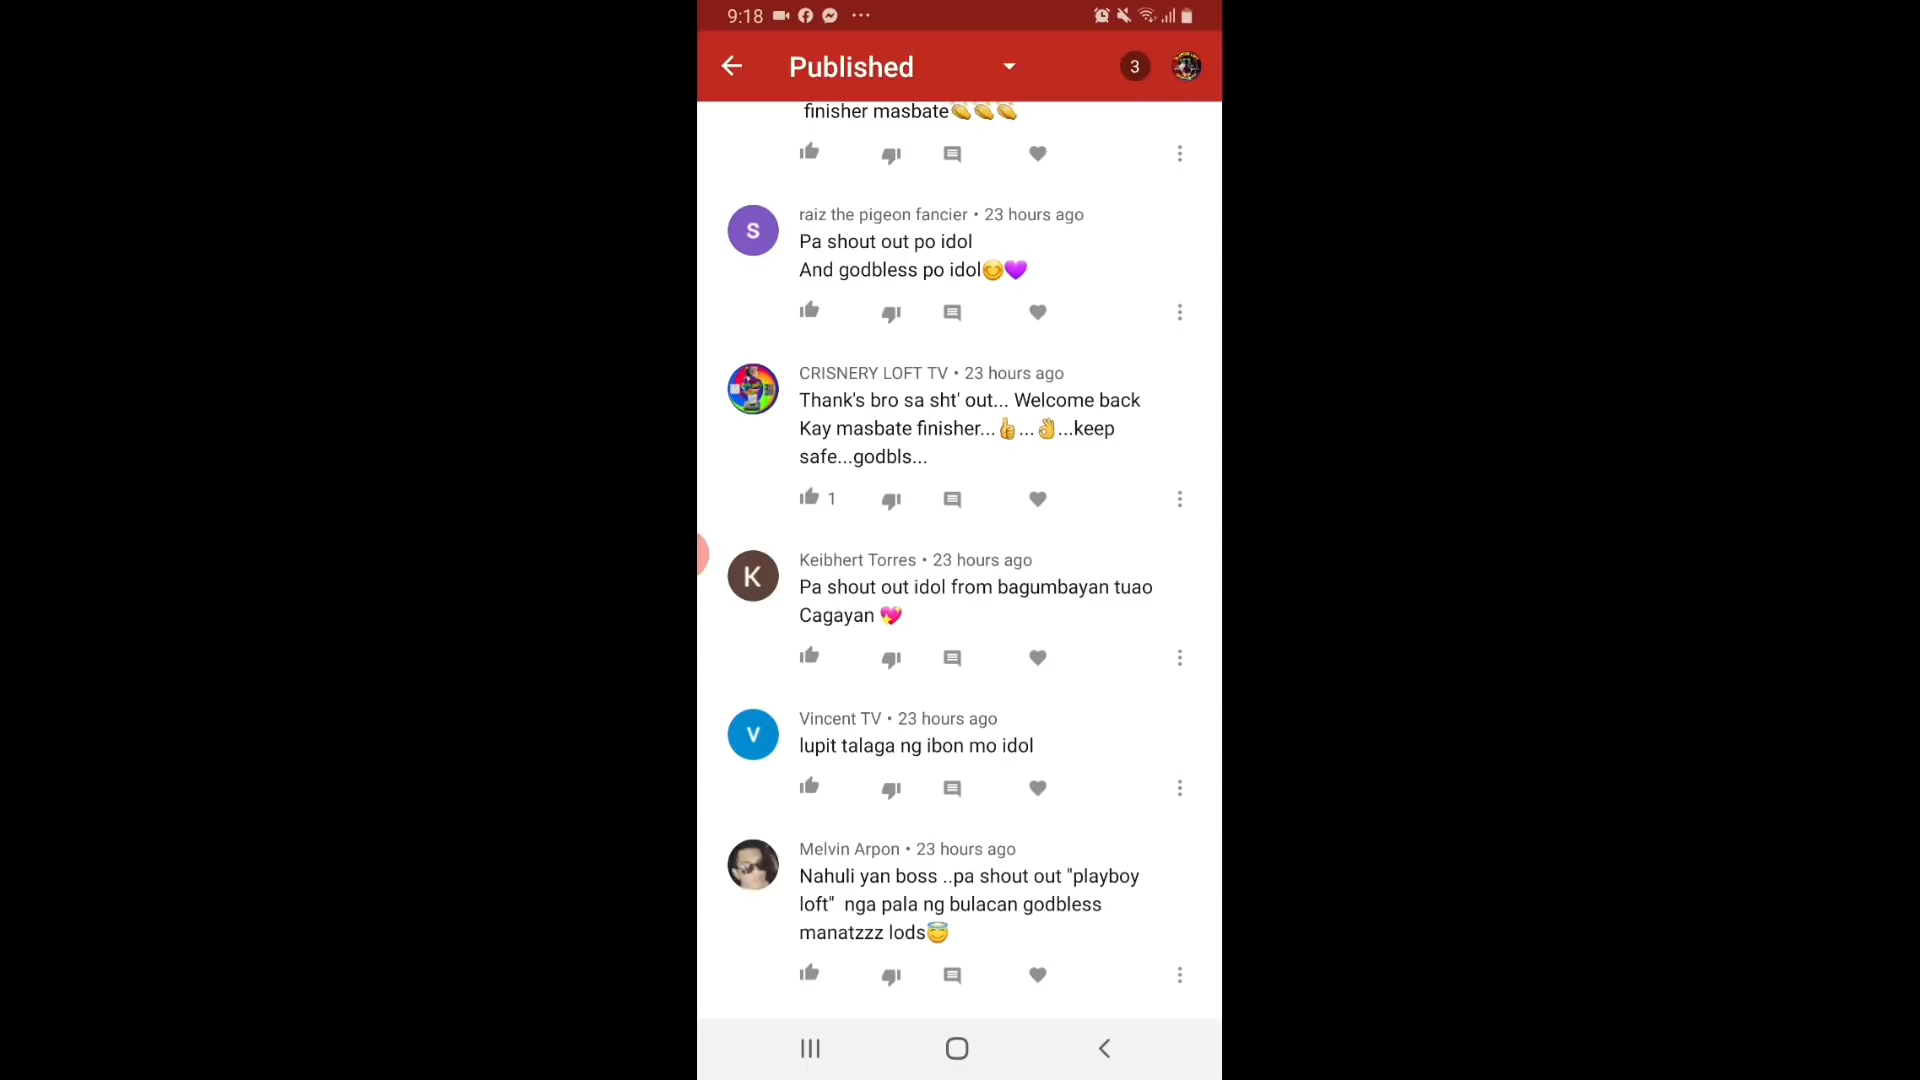 9:18
Published
3
finisher masbate👏👏👏
raiz the pigeon fancier • 23 hours ago
S
Pa shout out po idol
And godbless po idol😊💜
CRISNERY LOFT TV • 23 hours ago
Thank's bro sa sht' out... Welcome back
Kay masbate finisher...👍...👌...keep
safe...godbls...
1
Keibhert Torres • 23 hours ago
K
Pa shout out idol from bagumbayan tuao
Cagayan 💖
Vincent TV • 23 hours ago
V
lupit talaga ng ibon mo idol
Melvin Arpon • 23 hours ago
Nahuli yan boss ..pa shout out "playboy
loft"  nga pala ng bulacan godbless
manatzzz lods😇